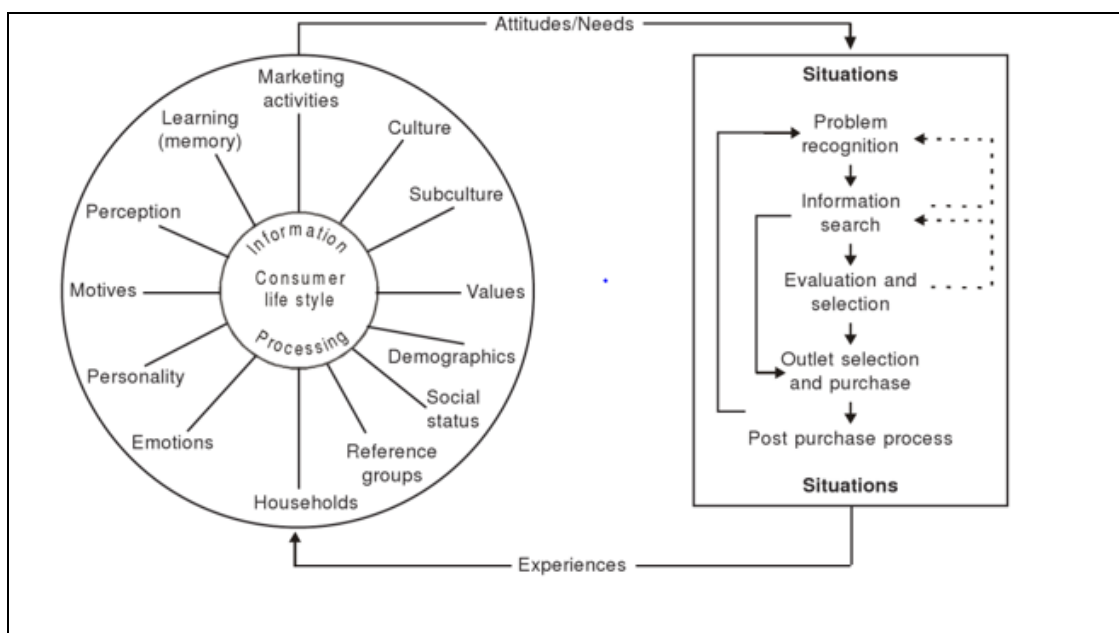 Attitudes/Needs
Marketing
activities
Learning
(memory)
Culture
Subculture
Perception
Information
Consumer
life style
Processing
Motives
Values
Demographics
Personality
Social
status
Emotions
Reference
groups
Households
Situations
Problem
recognition
Information
search
Evaluation and
selection
Outlet selection
and purchase
Post purchase process
Situations
Experiences